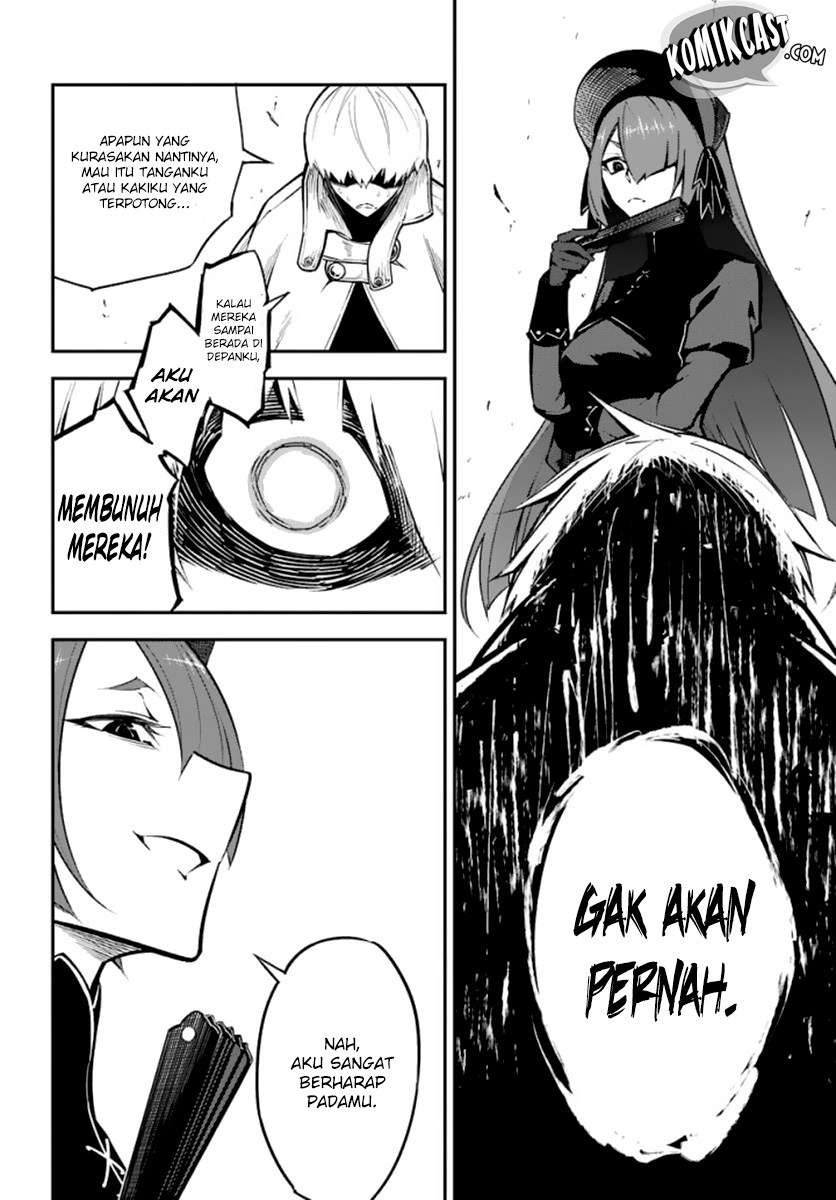 KOMIKCAST
.COM
GAK AKAN
PERNAH.
APAPUN YANG
KURASAKAN NANTINYA,
MAU ITU TANGANKU
ATAU KAKIKU YANG
TERPOTONG...
KALAU
MEREKA
SAMPAI
BERADA DI
DEPANKU,
AKU
AKAN
MEMBUNUH
MEREKA!
NAH,
AKU SANGAT
BERHARAP
PADAMU.